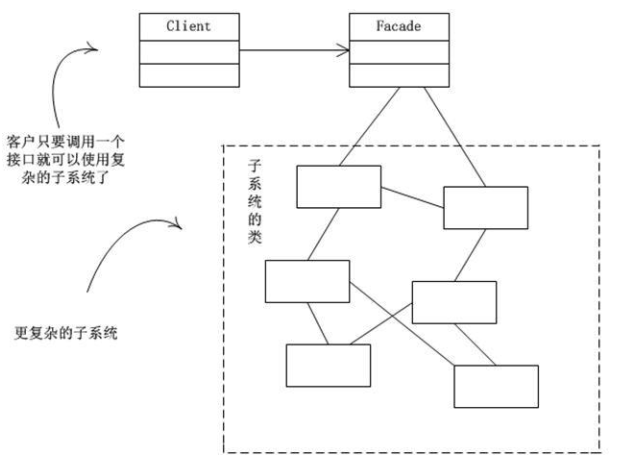 Client
Facade
客户只要调用一个
接口就可以使用复
杂的子系统了
子系统的类
更复杂的子系统